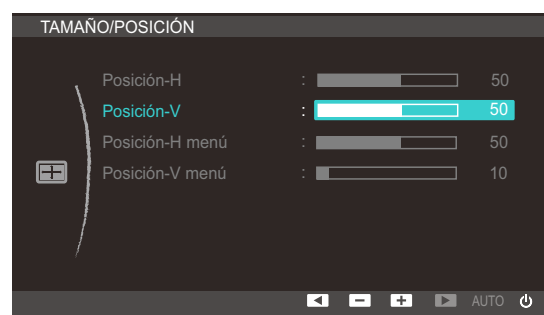 TAMAÑO/POSICIÓN
Posición-H : 50
Posición-V : 50
Posición-H menú : 50
Posición-V menú : 10
AUTO